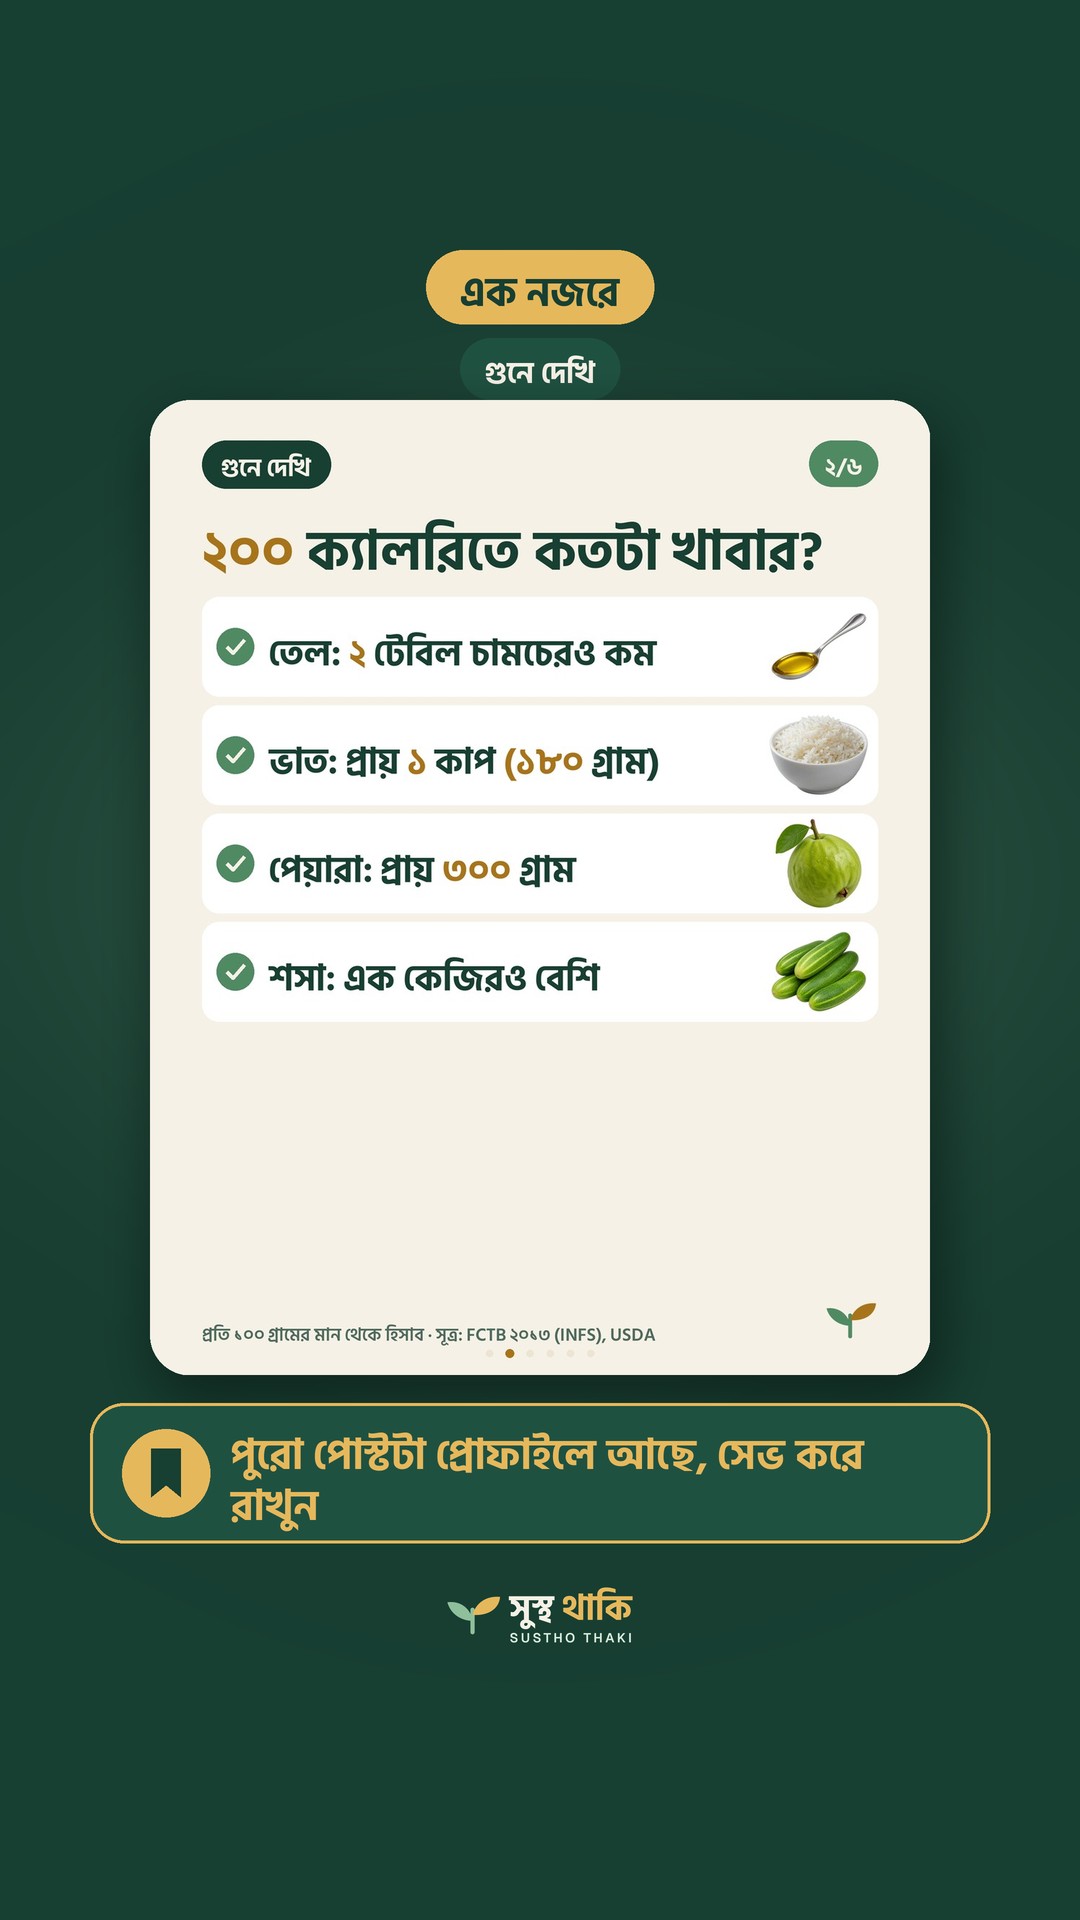 এক নজরে
গুনে দেখি
গুনে দেখি
২/৬
২০০ ক্যালরিতে কতটা খাবার?
তেল: ২ টেবিল চামচেরও কম
ভাত: প্রায় ১ কাপ (১৮০ গ্রাম)
পেয়ারা: প্রায় ৩০০ গ্রাম
শসা: এক কেজিরও বেশি
প্রতি ১০০ গ্রামের মান থেকে হিসাব · সূত্র: FCTB ২০১৩ (INFS), USDA
পুরো পোস্টটা প্রোফাইলে আছে, সেভ করে
রাখুন
সুস্থ থাকি
SUSTHO THAKI